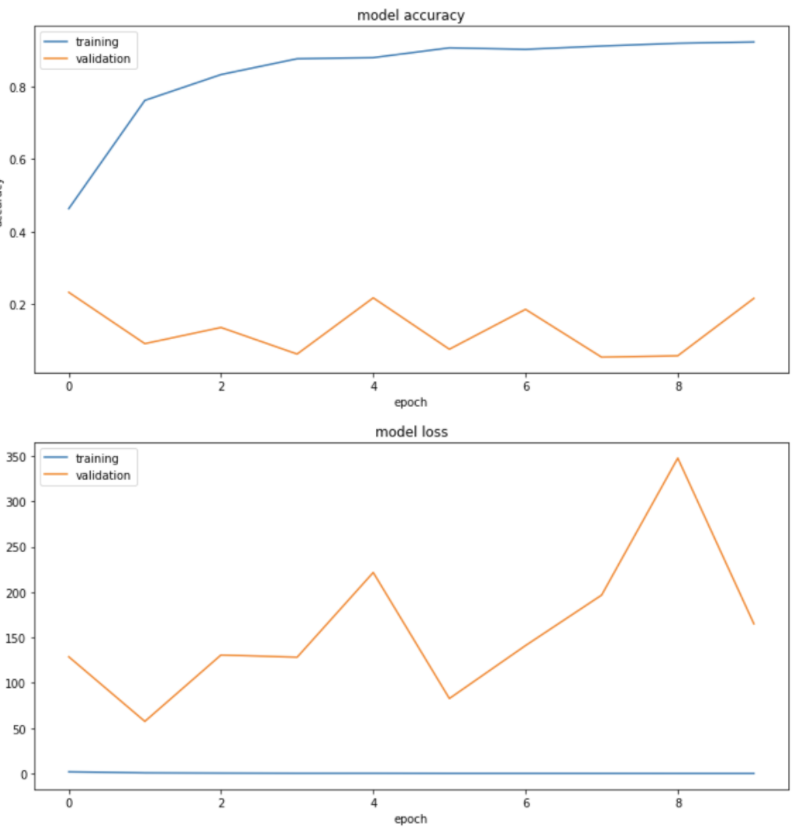 model accuracy
training
validation
0.8
0.6
0.4
0.2
0 2 4 6 8
epoch
model loss
training
validation
350
300
250
200
150
100
50
0
0 2 4 6 8
epoch